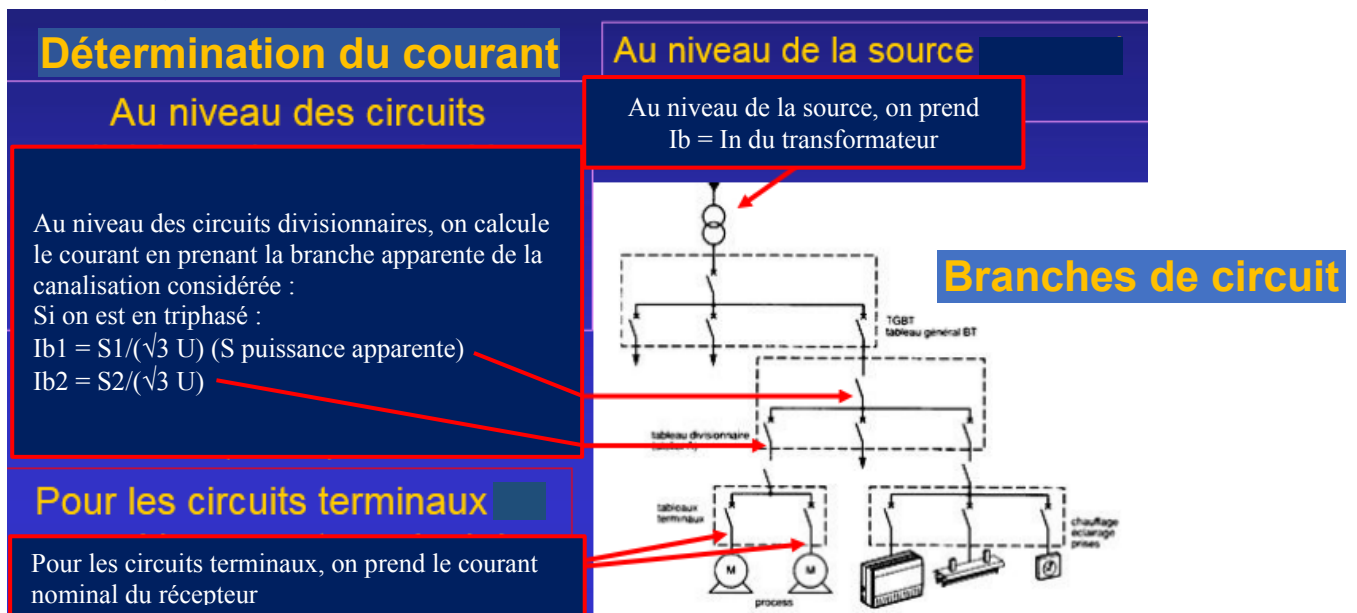 Détermination du courant
Au niveau de la source
Au niveau des circuits
Au niveau de la source, on prend
Ib = In du transformateur
Au niveau des circuits divisionnaires, on calcule
le courant en prenant la branche apparente de la
canalisation considérée :
Si on est en triphasé :
Ib1 = S1/(√3 U) (S puissance apparente)
Ib2 = S2/(√3 U)
Branches de circuit
TGBT
tableau général BT
tableau divisionnaire
Pour les circuits terminaux
Pour les circuits terminaux, on prend le courant
nominal du récepteur
tableaux
terminaux
chauffage
éclairage
prises
M
M
process